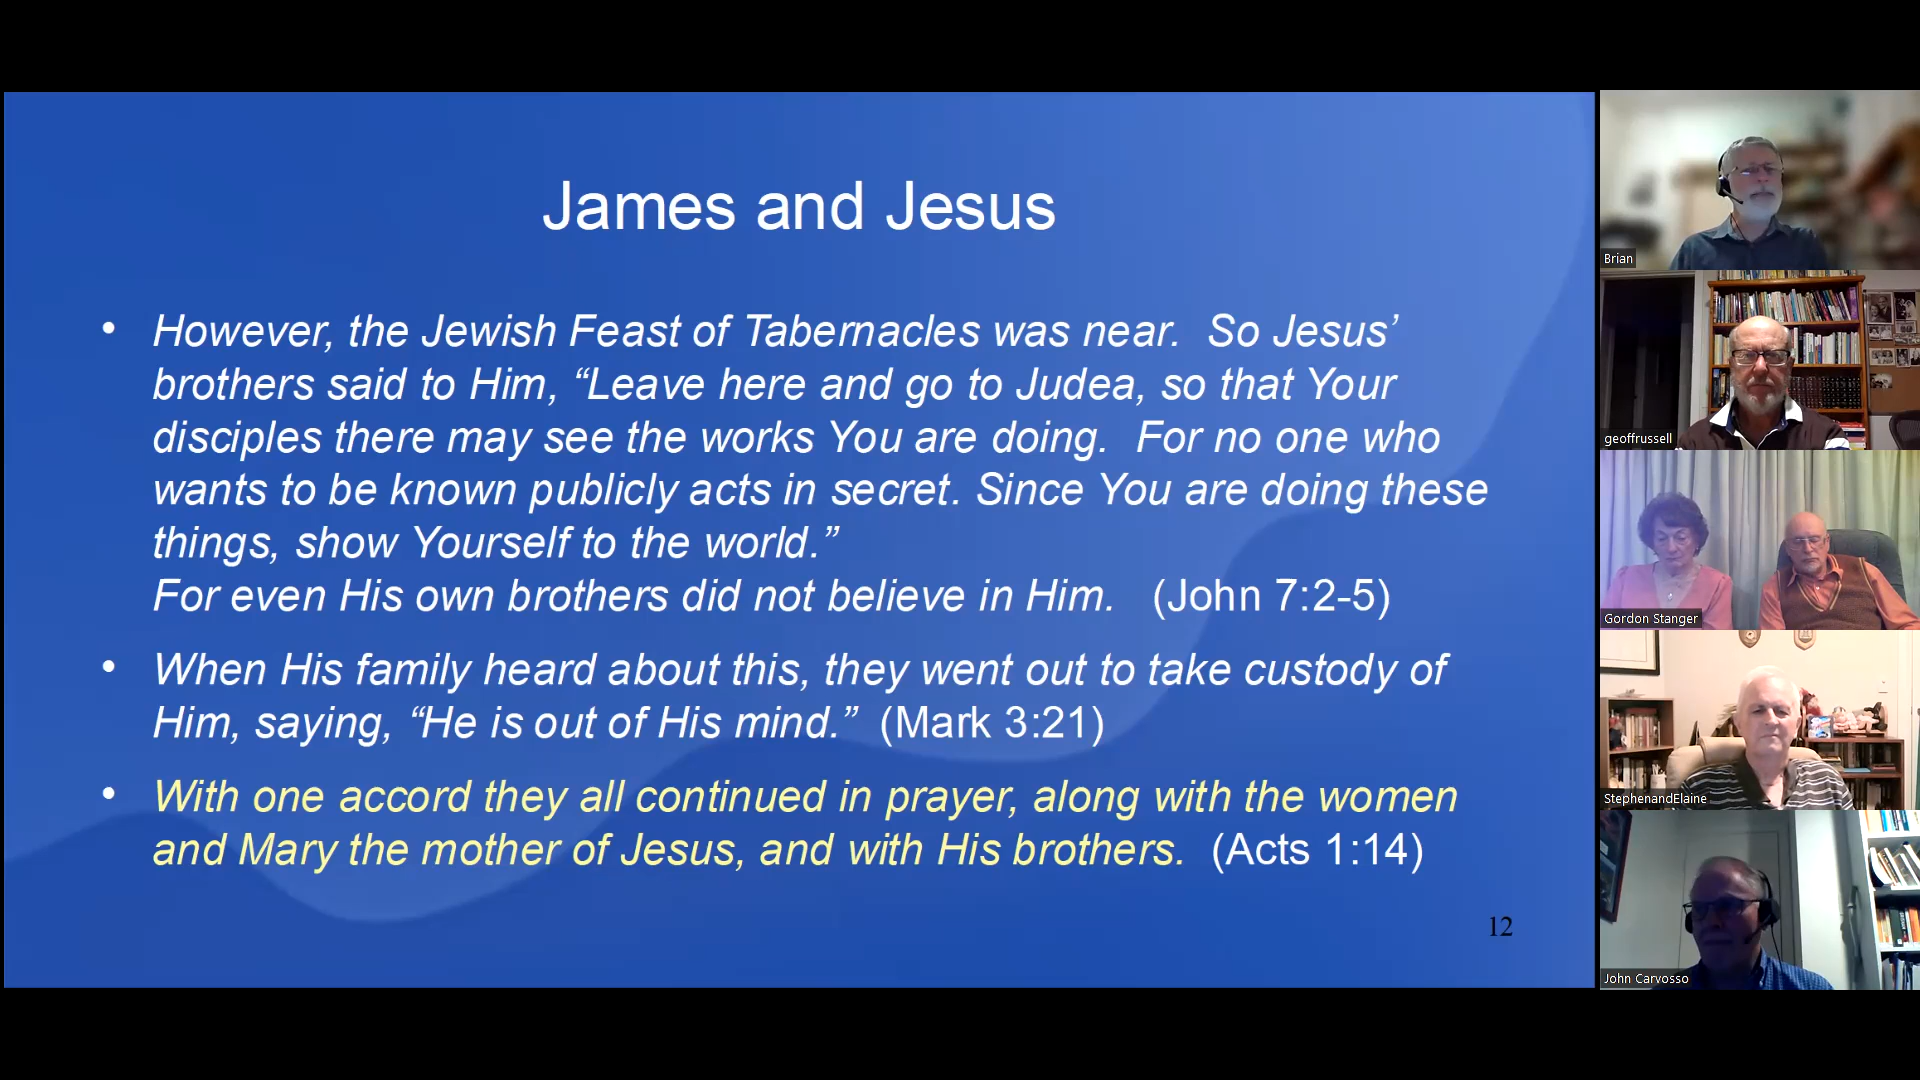 James and Jesus
• However, the Jewish Feast of Tabernacles was near.  So Jesus’
brothers said to Him, “Leave here and go to Judea, so that Your
disciples there may see the works You are doing.  For no one who
wants to be known publicly acts in secret. Since You are doing these
things, show Yourself to the world.”
For even His own brothers did not believe in Him.   (John 7:2-5)
• When His family heard about this, they went out to take custody of
Him, saying, “He is out of His mind.”  (Mark 3:21)
• With one accord they all continued in prayer, along with the women
and Mary the mother of Jesus, and with His brothers.  (Acts 1:14)
12
Brian
geoffrussell
Gordon Stanger
StephenandElaine
John Carvosso